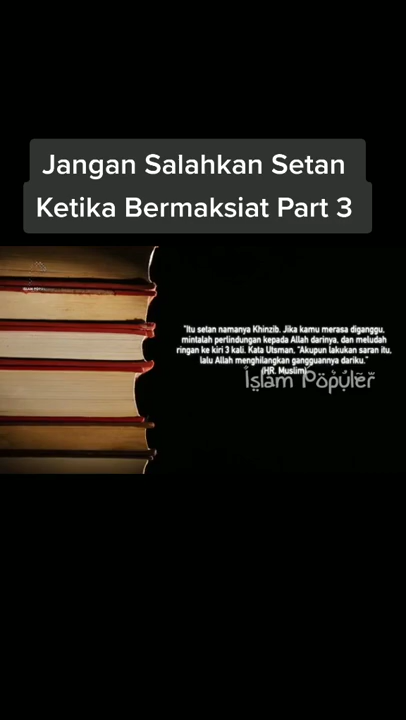 Jangan Salahkan Setan
Ketika Bermaksiat Part 3
"Itu setan namanya Khinzib. Jika kamu merasa diganggu,
mintalah perlindungan kepada Allah darinya, dan meludah
ringan ke kiri 3 kali. Kata Utsman, "Akupun lakukan saran itu,
lalu Allah menghilangkan gangguannya dariku."
(HR. Muslim)
Islam Populer